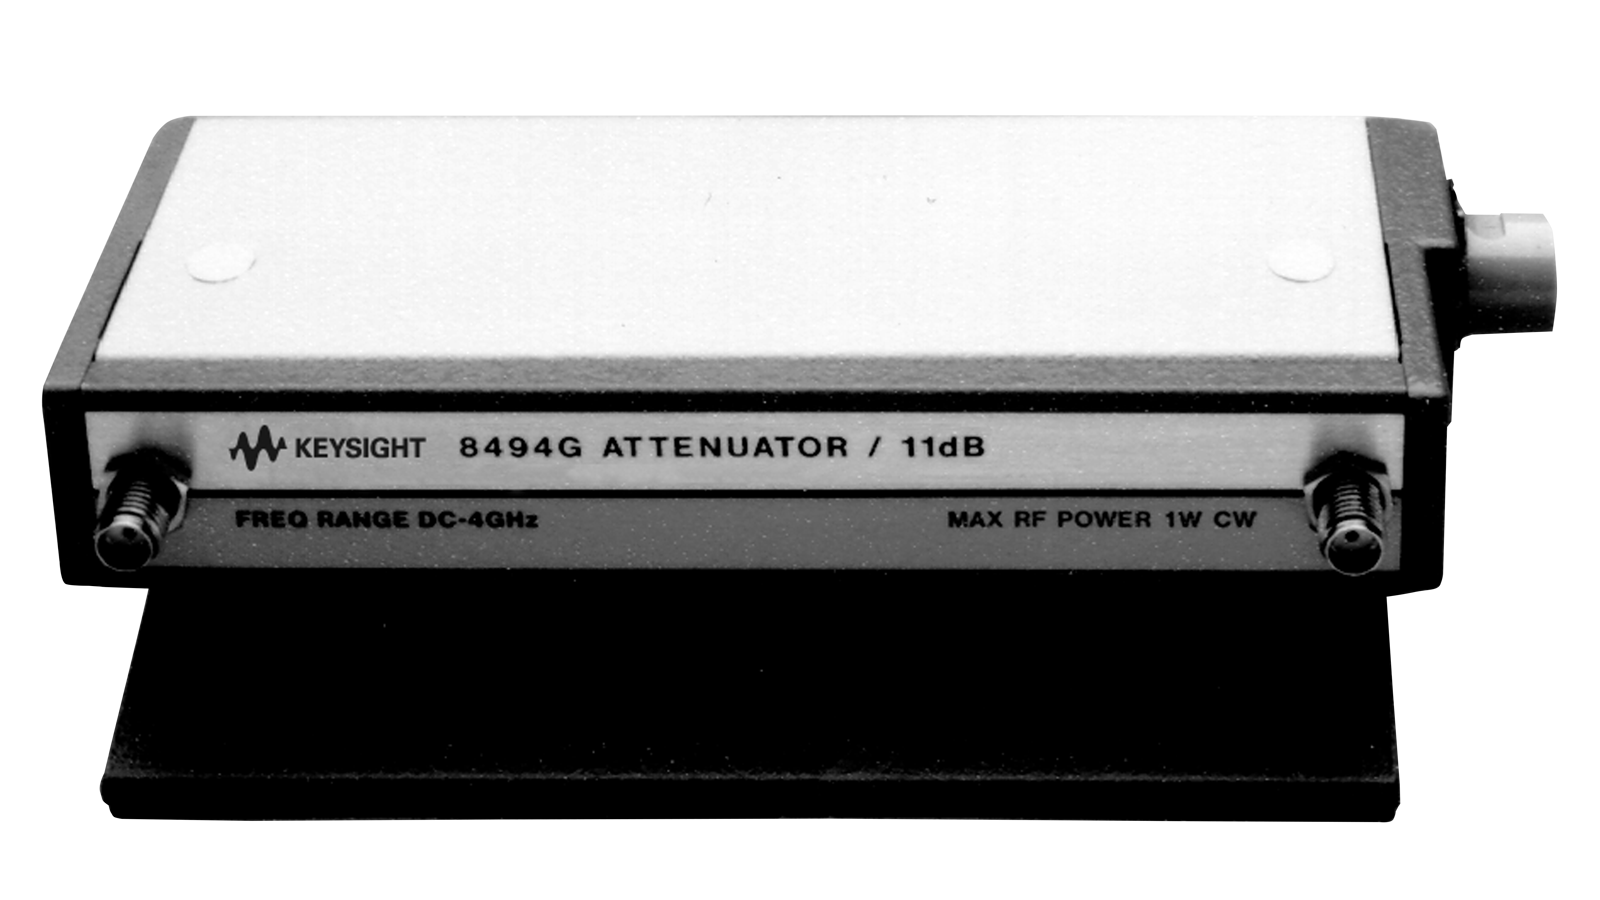 KEYSIGHT 8494G ATTENUATOR / 11dB
FREQ RANGE DC-4GHz
MAX RF POWER 1W CW